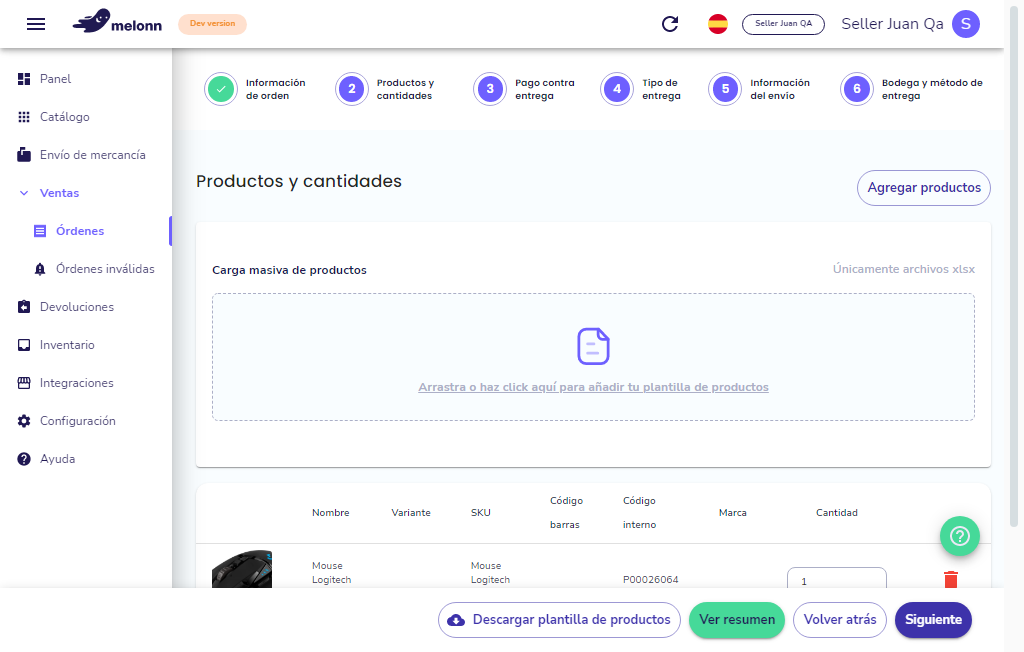 melonn
Dev version
Seller Juan QA
Seller Juan Qa
S
Panel
Catálogo
Envío de mercancía
Ventas
Órdenes
Órdenes inválidas
Devoluciones
Inventario
Integraciones
Configuración
Ayuda
Información
de orden
2
Productos y
cantidades
3
Pago contra
entrega
4
Tipo de
entrega
5
Información
del envío
6
Bodega y método de
entrega
Productos y cantidades
Agregar productos
Carga masiva de productos
Únicamente archivos xlsx
Arrastra o haz click aquí para añadir tu plantilla de productos
Nombre
Variante
SKU
Código
barras
Código
interno
Marca
Cantidad
Mouse
Logitech
Mouse
Logitech
P00026064
1
Descargar plantilla de productos
Ver resumen
Volver atrás
Siguiente